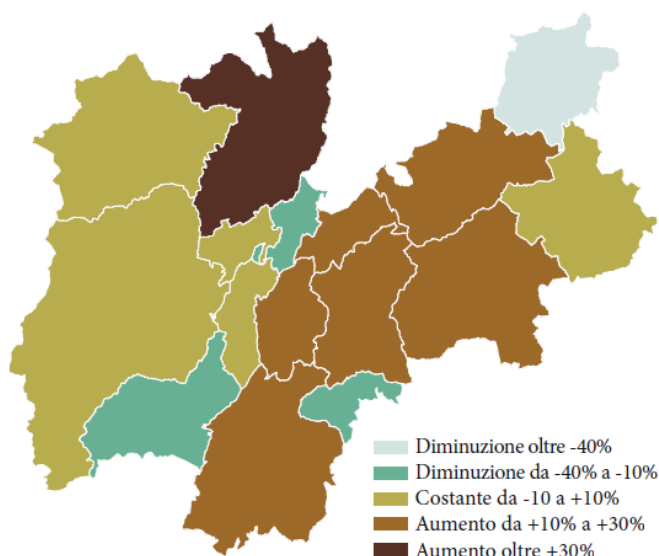 Diminuzione oltre -40%
Diminuzione da -40% a -10%
Costante da -10 a +10%
Aumento da +10% a +30%
Aumento oltre +30%